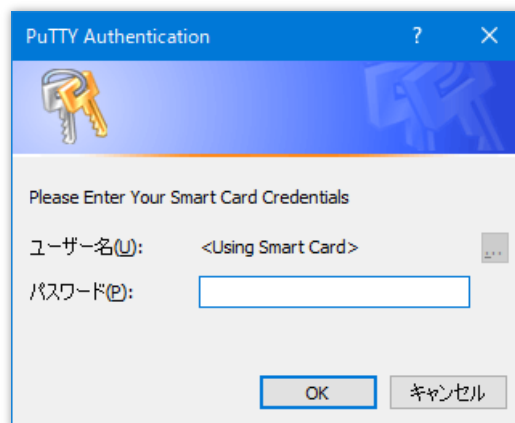 PuTTY Authentication
?
Please Enter Your Smart Card Credentials
ユーザー名(U): <Using Smart Card> ...
パスワード(P):
OK キャンセル